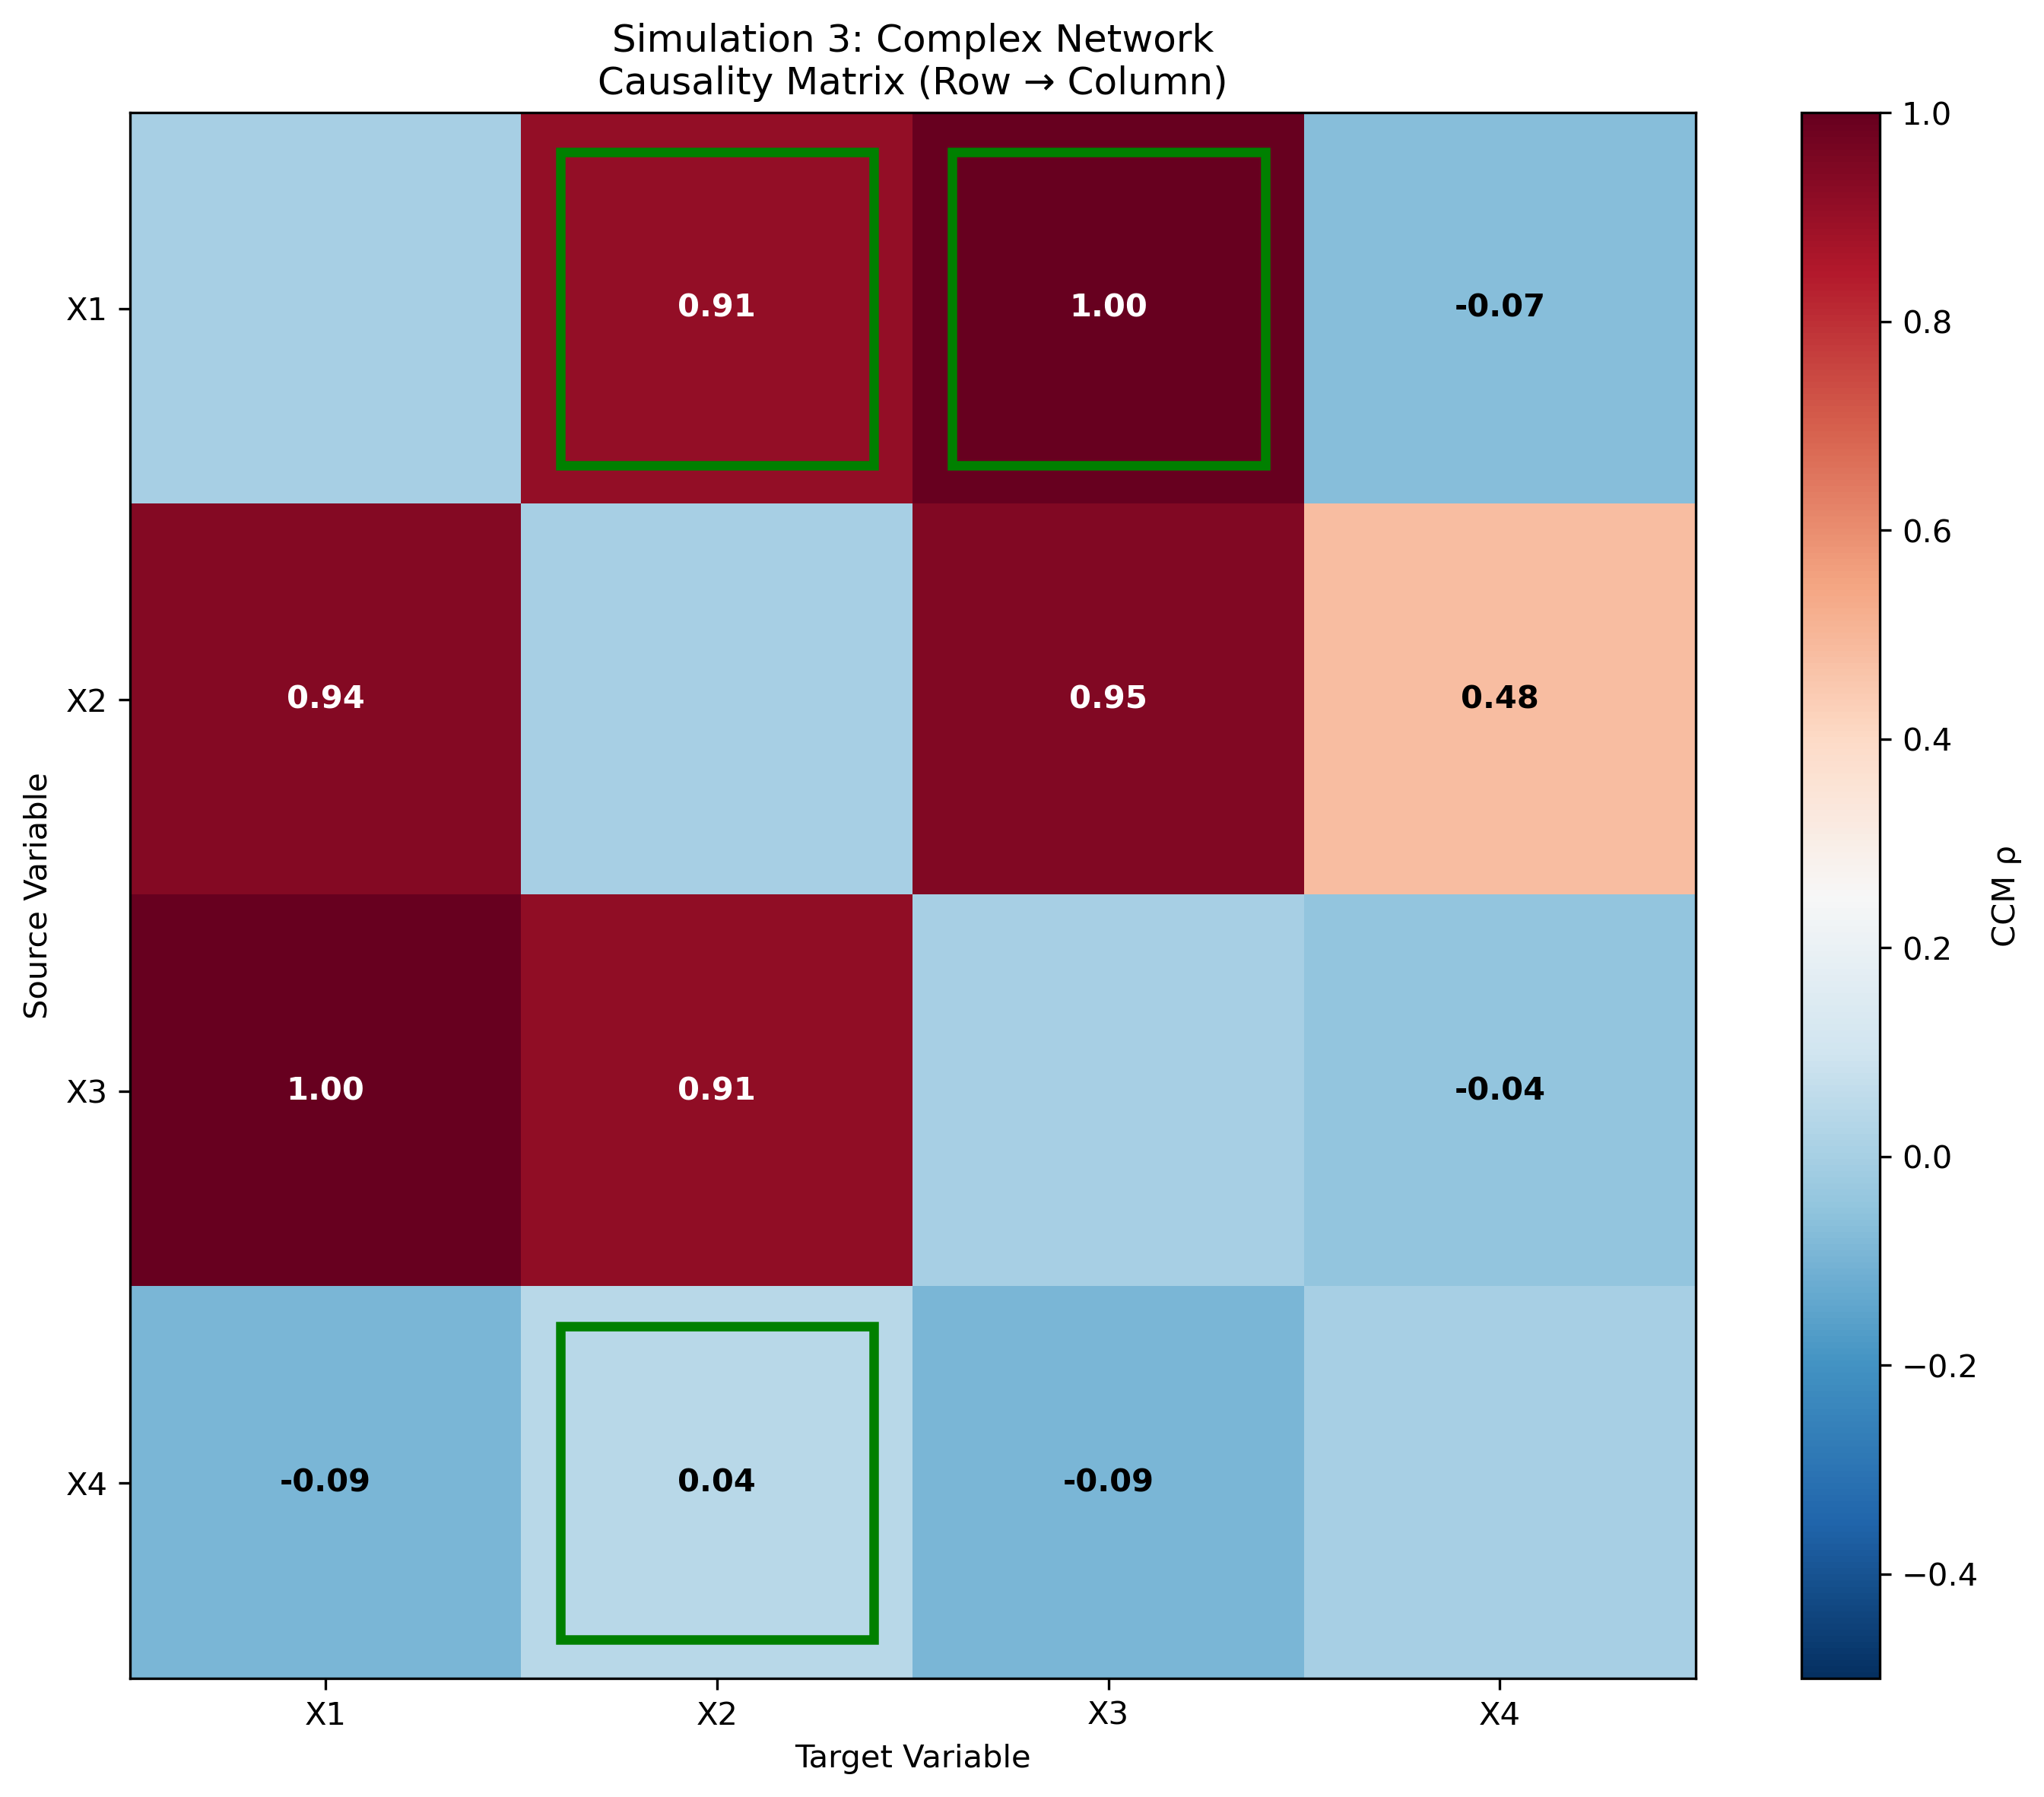 Simulation 3: Complex Network
Causality Matrix (Row → Column)
Source Variable
X1
0.91
1.00
-0.07
X2
0.94
0.95
0.48
X3
1.00
0.91
-0.04
X4
-0.09
0.04
-0.09
X1
X2
X3
X4
Target Variable
1.0
0.8
0.6
0.4
0.2
0.0
−0.2
−0.4
CCM ρ